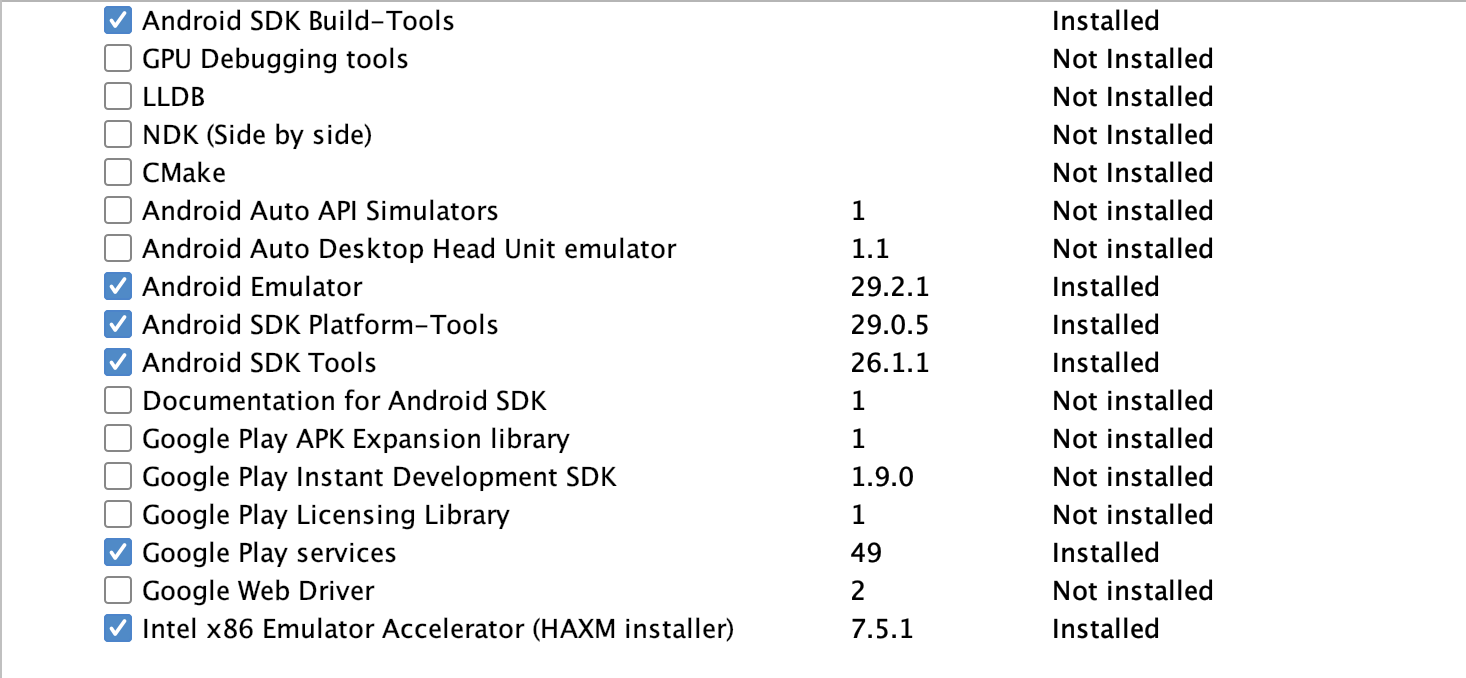 Android SDK Build-Tools Installed
GPU Debugging tools Not Installed
LLDB Not Installed
NDK (Side by side) Not Installed
CMake Not Installed
Android Auto API Simulators 1 Not installed
Android Auto Desktop Head Unit emulator 1.1 Not installed
Android Emulator 29.2.1 Installed
Android SDK Platform-Tools 29.0.5 Installed
Android SDK Tools 26.1.1 Installed
Documentation for Android SDK 1 Not installed
Google Play APK Expansion library 1 Not installed
Google Play Instant Development SDK 1.9.0 Not installed
Google Play Licensing Library 1 Not installed
Google Play services 49 Installed
Google Web Driver 2 Not installed
Intel x86 Emulator Accelerator (HAXM installer) 7.5.1 Installed